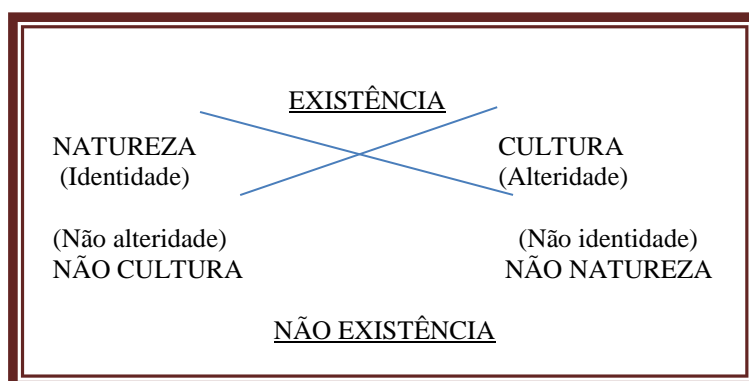 EXISTÊNCIA
NATUREZA CULTURA
(Identidade) (Alteridade)
(Não alteridade) (Não identidade)
NÃO CULTURA NÃO NATUREZA
NÃO EXISTÊNCIA